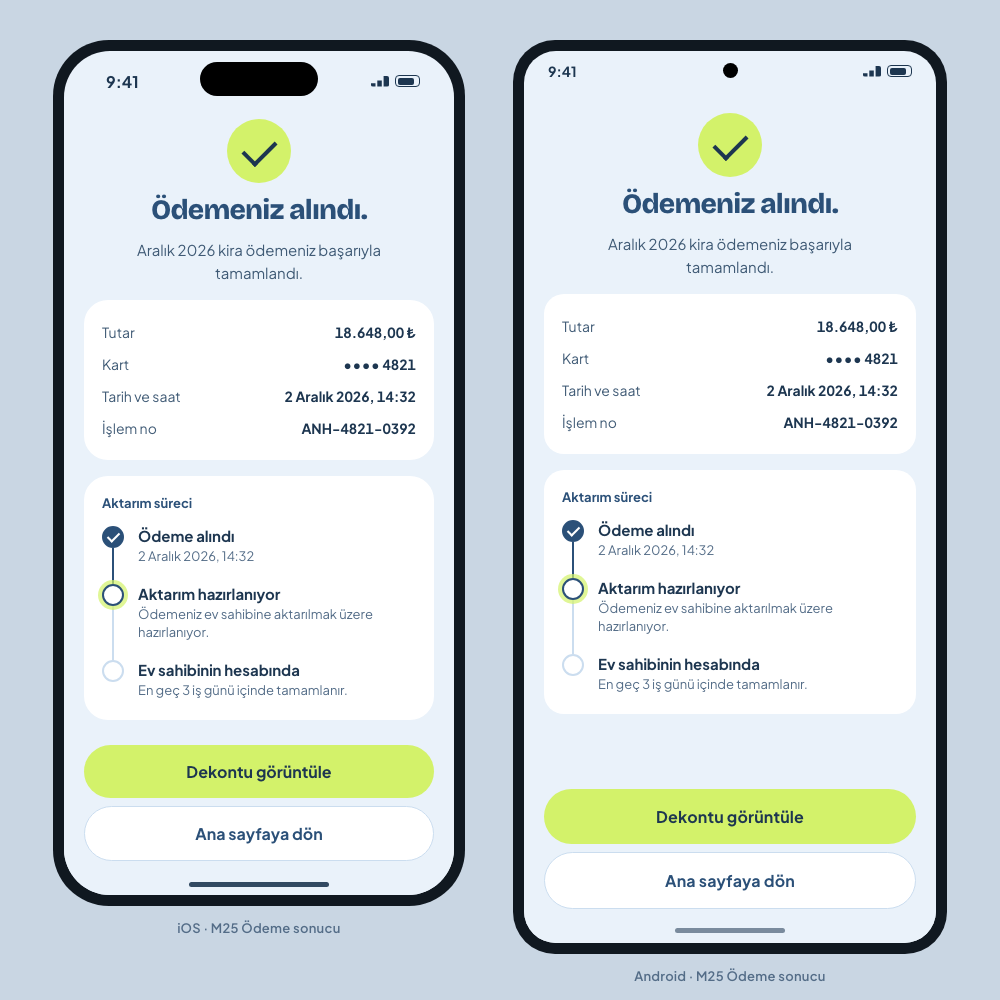 9:41
Ödemeniz alındı.
Aralık 2026 kira ödemeniz başarıyla
tamamlandı.
Tutar 18.648,00 ₺
Kart •••• 4821
Tarih ve saat 2 Aralık 2026, 14:32
İşlem no ANH-4821-0392
Aktarım süreci
Ödeme alındı
2 Aralık 2026, 14:32
Aktarım hazırlanıyor
Ödemeniz ev sahibine aktarılmak üzere
hazırlanıyor.
Ev sahibinin hesabında
En geç 3 iş günü içinde tamamlanır.
Dekontu görüntüle
Ana sayfaya dön
iOS · M25 Ödeme sonucu
9:41
Ödemeniz alındı.
Aralık 2026 kira ödemeniz başarıyla
tamamlandı.
Tutar 18.648,00 ₺
Kart •••• 4821
Tarih ve saat 2 Aralık 2026, 14:32
İşlem no ANH-4821-0392
Aktarım süreci
Ödeme alındı
2 Aralık 2026, 14:32
Aktarım hazırlanıyor
Ödemeniz ev sahibine aktarılmak üzere
hazırlanıyor.
Ev sahibinin hesabında
En geç 3 iş günü içinde tamamlanır.
Dekontu görüntüle
Ana sayfaya dön
Android · M25 Ödeme sonucu